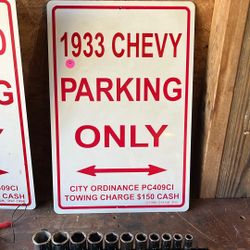 1933 CHEVY
PARKING
ONLY
CITY ORDINANCE PC409CI
TOWING CHARGE $150 CASH